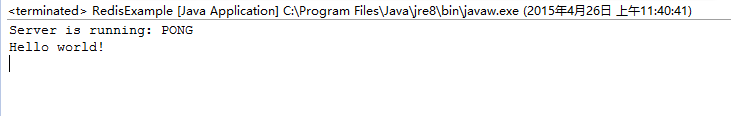 <terminated> RedisExample [Java Application] C:\Program Files\Java\jre8\bin\javaw.exe (2015年4月26日 上午11:40:41)
Server is running: PONG
Hello world!